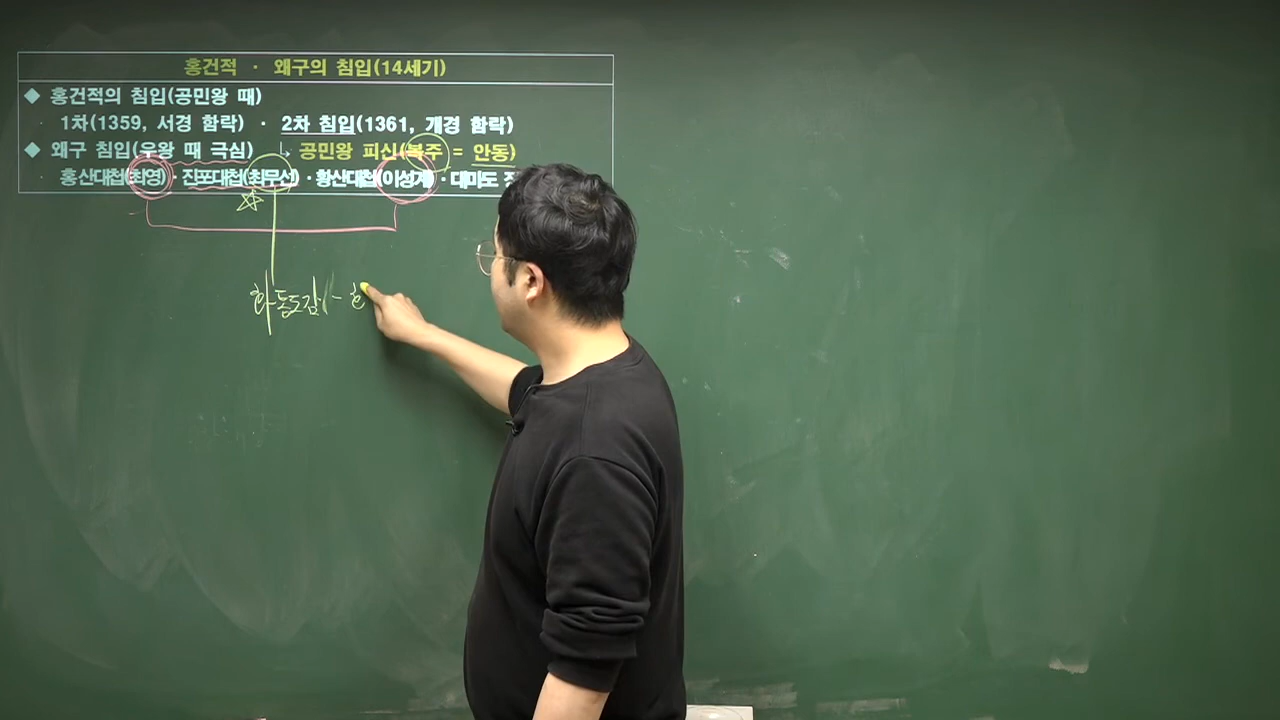 홍건적 · 왜구의 침입(14세기)
◆ 홍건적의 침입(공민왕 때)
· 1차(1359, 서경 함락) · 2차 침입(1361, 개경 함락)
◆ 왜구 침입(우왕 때 극심) ↳ 공민왕 피신(복주 = 안동)
· 홍산대첩(최영) · 진포대첩(최무선) · 황산대첩(이성계) · 대마도
화통도감